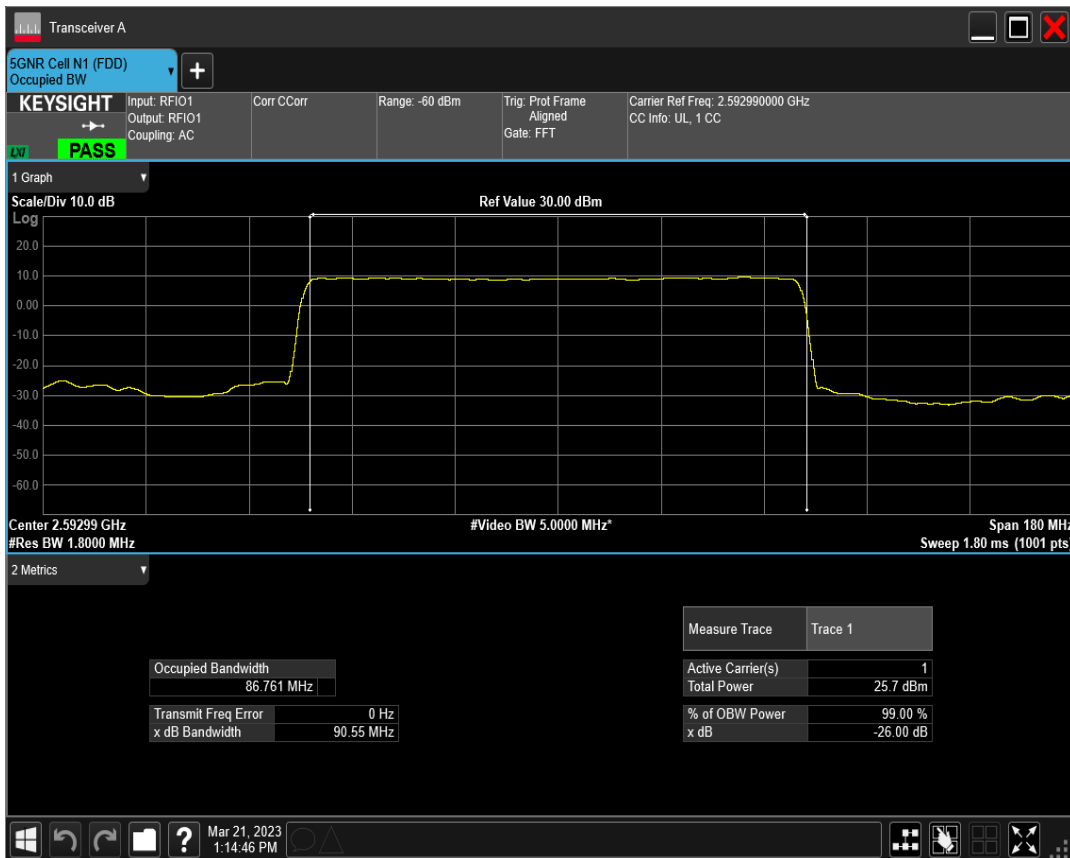 Transceiver A
5GNR Cell N1 (FDD)
Occupied BW
+
KEYSIGHT
LXI
PASS
Input: RFIO1
Output: RFIO1
Coupling: AC
Corr CCorr
Range: -60 dBm
Trig: Prot Frame
Aligned
Gate: FFT
Carrier Ref Freq: 2.592990000 GHz
CC Info: UL, 1 CC
1 Graph
Scale/Div 10.0 dB
Ref Value 30.00 dBm
Log
20.0
10.0
0.00
-10.0
-20.0
-30.0
-40.0
-50.0
-60.0
Center 2.59299 GHz
#Video BW 5.0000 MHz*
Span 180 MHz
#Res BW 1.8000 MHz
Sweep 1.80 ms (1001 pts)
2 Metrics
Measure Trace Trace 1
Occupied Bandwidth
86.761 MHz
Active Carrier(s) 1
Total Power 25.7 dBm
Transmit Freq Error 0 Hz
x dB Bandwidth 90.55 MHz
% of OBW Power 99.00 %
x dB -26.00 dB
?
Mar 21, 2023
1:14:46 PM